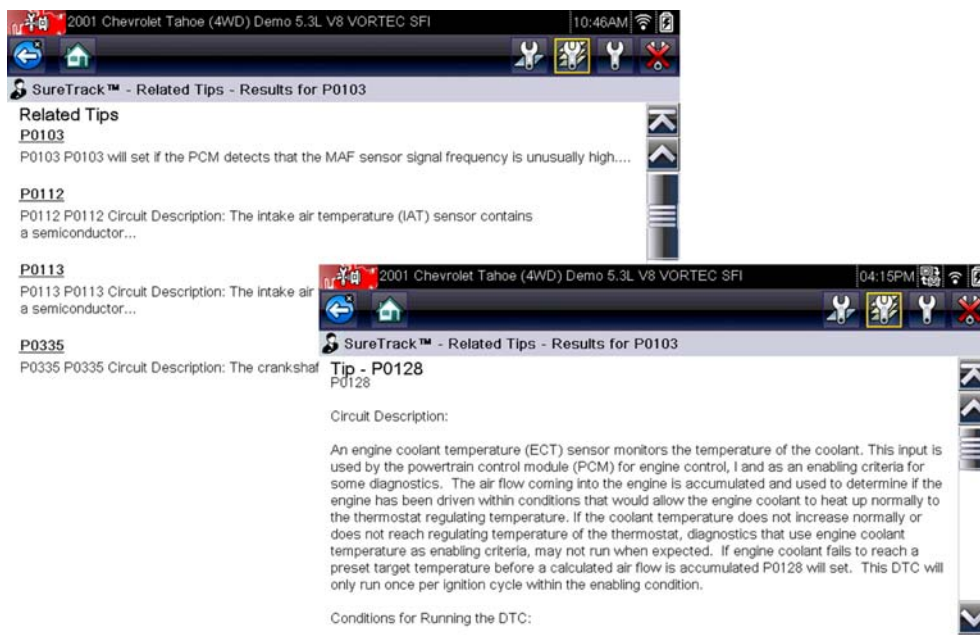 2001 Chevrolet Tahoe (4WD) Demo 5.3L V8 VORTEC SFI
10:46AM
SureTrack™ - Related Tips - Results for P0103
Related Tips
P0103
P0103 P0103 will set if the PCM detects that the MAF sensor signal frequency is unusually high....
P0112
P0112 P0112 Circuit Description: The intake air temperature (IAT) sensor contains
a semiconductor...
P0113
P0113 P0113 Circuit Description: The intake air
a semiconductor...
P0335
P0335 P0335 Circuit Description: The crankshaf
2001 Chevrolet Tahoe (4WD) Demo 5.3L V8 VORTEC SFI
04:15PM
SureTrack™ - Related Tips - Results for P0103
Tip - P0128
P0128
Circuit Description:
An engine coolant temperature (ECT) sensor monitors the temperature of the coolant. This input is
used by the powertrain control module (PCM) for engine control, I and as an enabling criteria for
some diagnostics. The air flow coming into the engine is accumulated and used to determine if the
engine has been driven within conditions that would allow the engine coolant to heat up normally to
the thermostat regulating temperature. If the coolant temperature does not increase normally or
does not reach regulating temperature of the thermostat, diagnostics that use engine coolant
temperature as enabling criteria, may not run when expected. If engine coolant fails to reach a
preset target temperature before a calculated air flow is accumulated P0128 will set. This DTC will
only run once per ignition cycle within the enabling condition.
Conditions for Running the DTC: